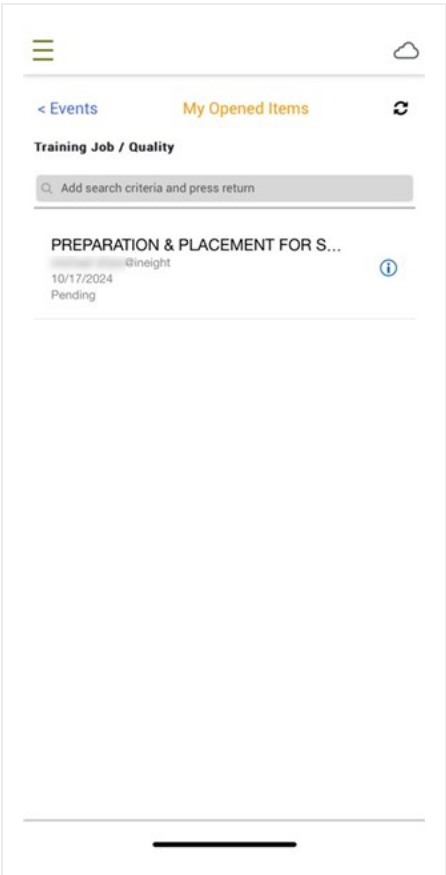 < Events My Opened Items
Training Job / Quality
Add search criteria and press return
PREPARATION & PLACEMENT FOR S...
@ineight
10/17/2024
Pending